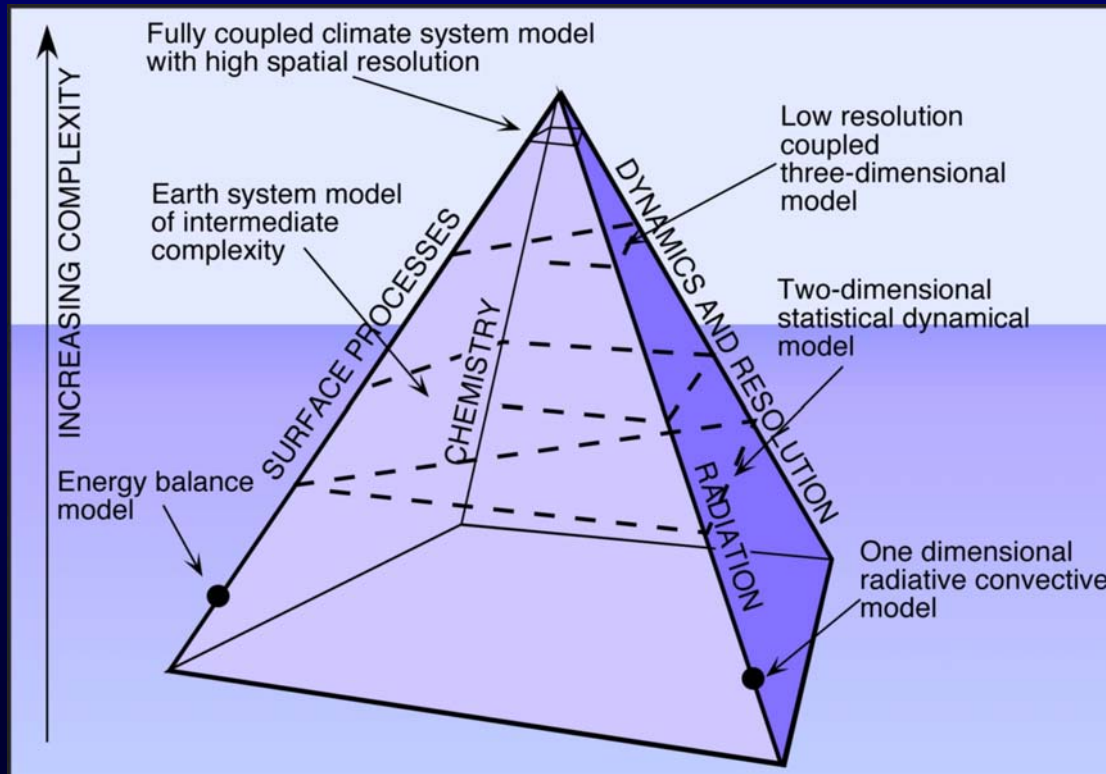 Fully coupled climate system model
with high spatial resolution
INCREASING COMPLEXITY
Low resolution
coupled
three-dimensional
model
Earth system model
of intermediate
complexity
SURFACE PROCESSES
CHEMISTRY
DYNAMICS AND RESOLUTION
RADIATION
Two-dimensional
statistical dynamical
model
Energy balance
model
One dimensional
radiative convective
model